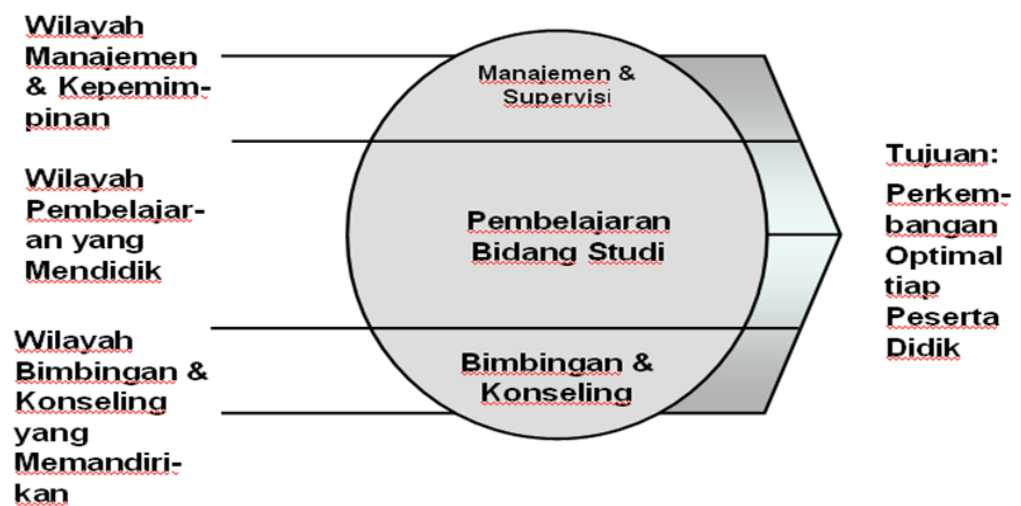 Wilayah
Manajemen
& Kepemim-
pinan
Wilayah
Pembelajar-
an yang
Mendidik
Wilayah
Bimbingan &
Konseling
yang
Memandiri-
kan
Manajemen &
Supervisi
Pembelajaran
Bidang Studi
Bimbingan &
Konseling
Tujuan:
Perkem-
bangan
Optimal
tiap
Peserta
Didik